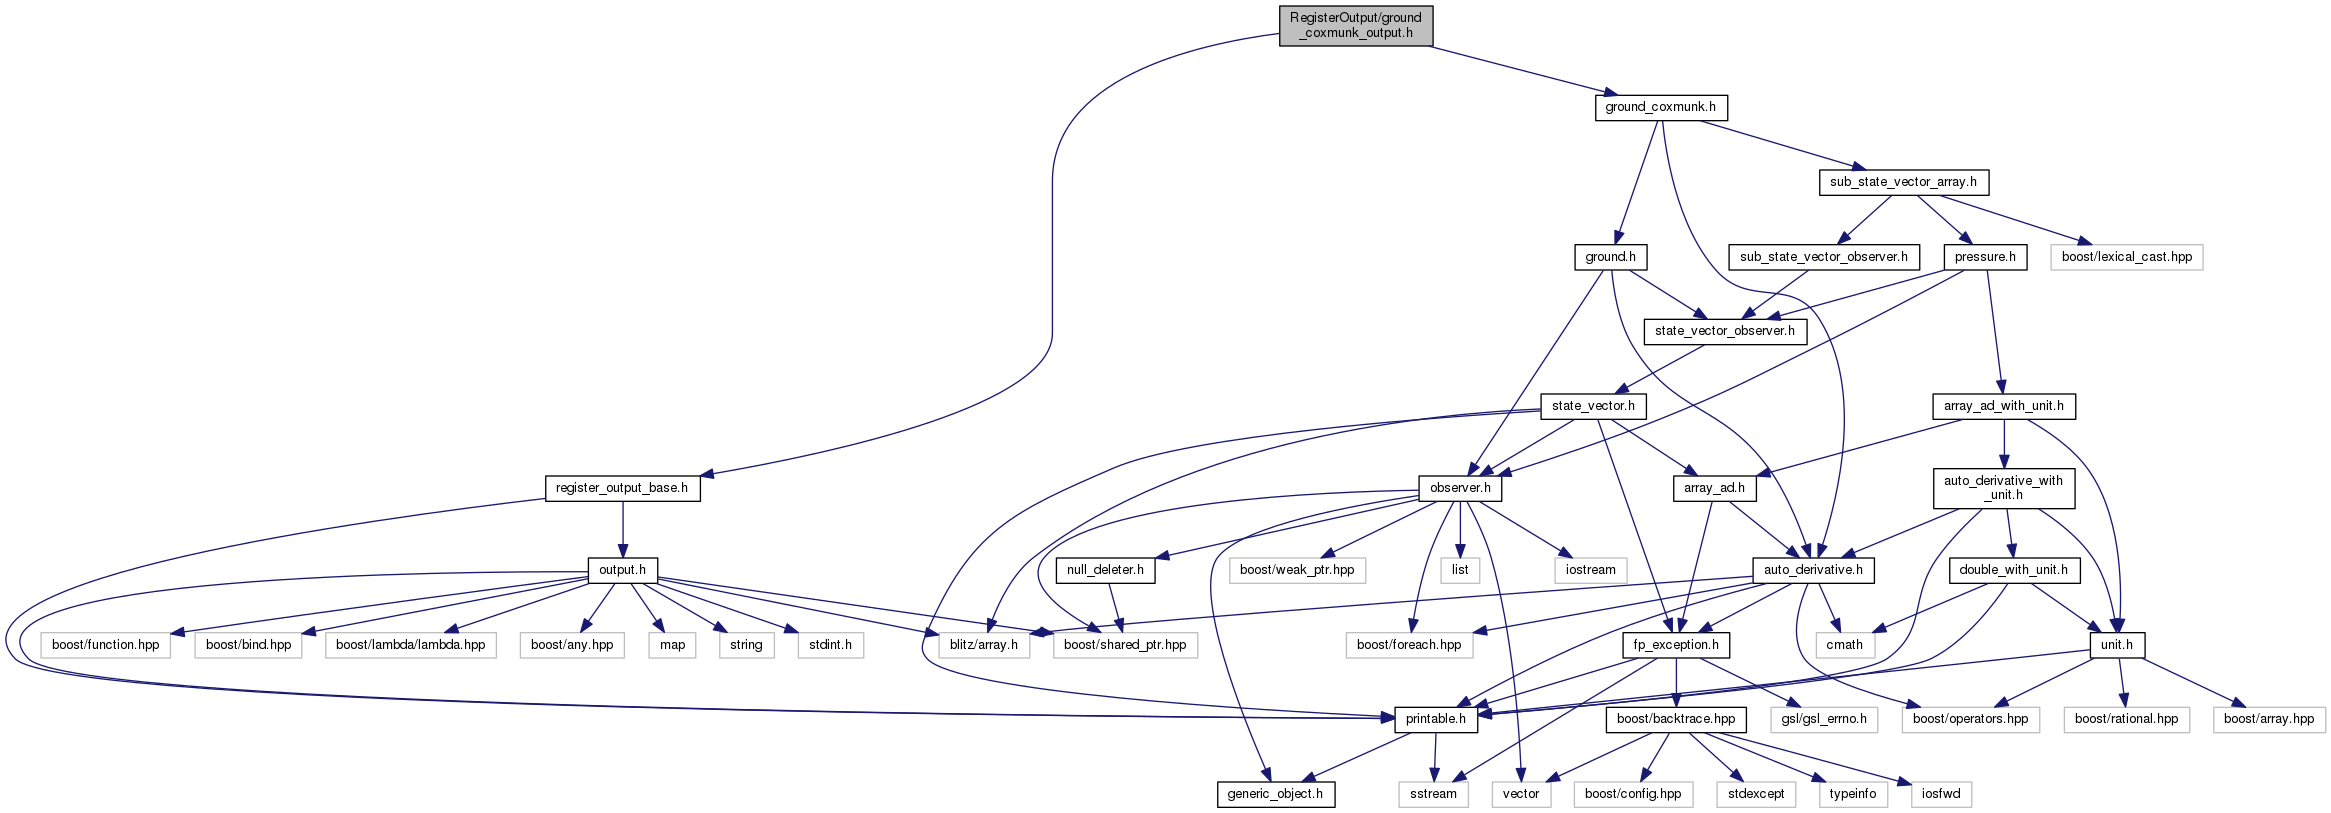 RegisterOutput/ground
_coxmunk_output.h
ground_coxmunk.h
sub_state_vector_array.h
ground.h
sub_state_vector_observer.h
pressure.h
boost/lexical_cast.hpp
state_vector_observer.h
state_vector.h
array_ad_with_unit.h
register_output_base.h
observer.h
array_ad.h
auto_derivative_with
_unit.h
output.h
null_deleter.h
boost/weak_ptr.hpp
list
iostream
auto_derivative.h
double_with_unit.h
boost/function.hpp
boost/bind.hpp
boost/lambda/lambda.hpp
boost/any.hpp
map
string
stdint.h
blitz/array.h
boost/shared_ptr.hpp
boost/foreach.hpp
fp_exception.h
cmath
unit.h
printable.h
boost/backtrace.hpp
gsl/gsl_errno.h
boost/operators.hpp
boost/rational.hpp
boost/array.hpp
generic_object.h
sstream
vector
boost/config.hpp
stdexcept
typeinfo
iosfwd